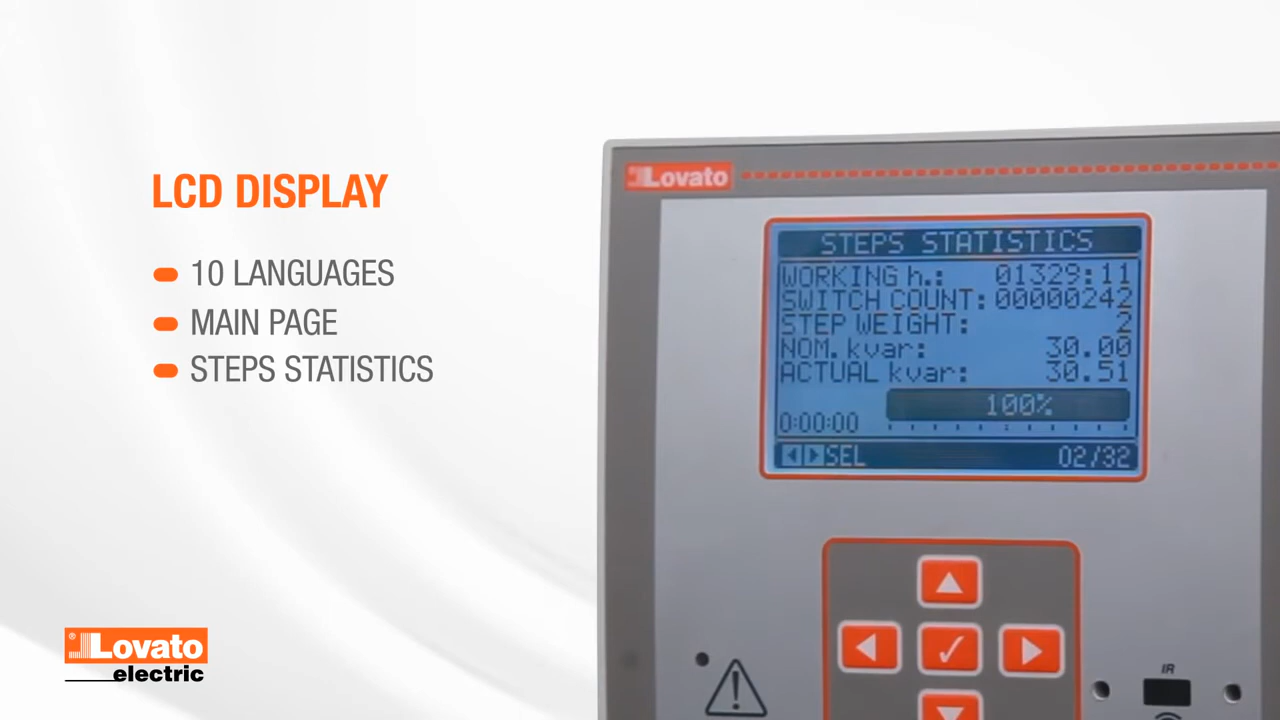 LCD DISPLAY
10 LANGUAGES
MAIN PAGE
STEPS STATISTICS
Lovato
electric
Lovato
STEPS STATISTICS
WORKING h.: 01329:11
SWITCH COUNT: 00000242
STEP WEIGHT: 2
NOM. kvar: 30.00
ACTUAL kvar: 30.51
100%
0:00:00
SEL 02/32
IR